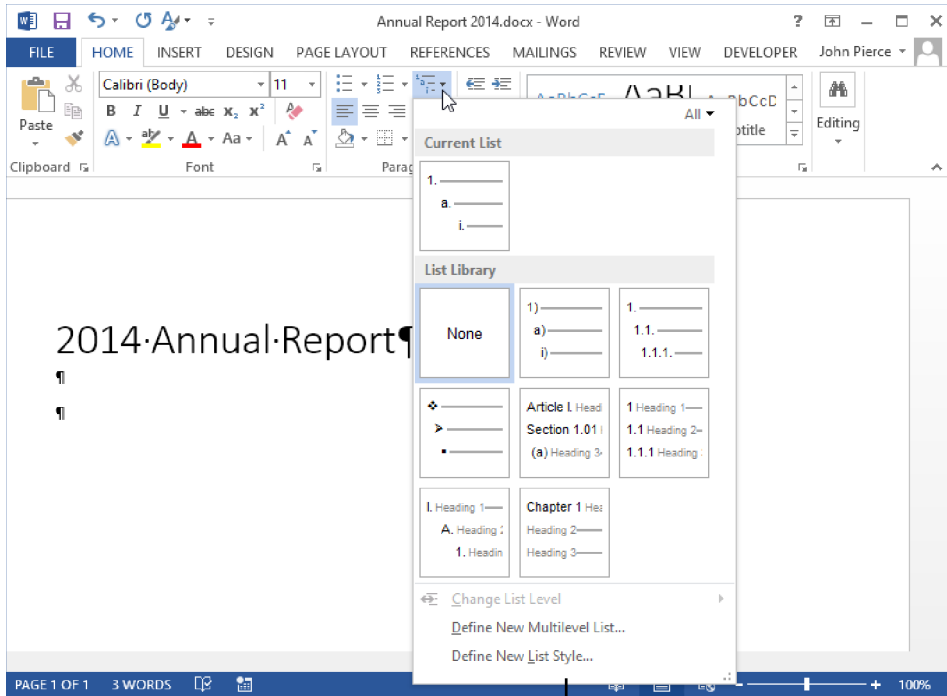 Annual Report 2014.docx - Word
FILE HOME INSERT DESIGN PAGE LAYOUT REFERENCES MAILINGS REVIEW VIEW DEVELOPER John Pierce
Calibri (Body) 11
B I U abc x₂ x²
Paste
A aby A Aa A A
Editing
Clipboard Font
All
Current List
1.
a.
i.
List Library
None
1)
a)
i)
1.
1.1.
1.1.1.
2014·Annual·Report¶
¶
¶
Article I. Head
Section 1.01
(a) Heading 3
1 Heading 1
1.1 Heading 2
1.1.1 Heading
I. Heading 1
A. Heading
1. Headin
Chapter 1 Hea
Heading 2
Heading 3
Change List Level
Define New Multilevel List...
Define New List Style...
PAGE 1 OF 1 3 WORDS 100%